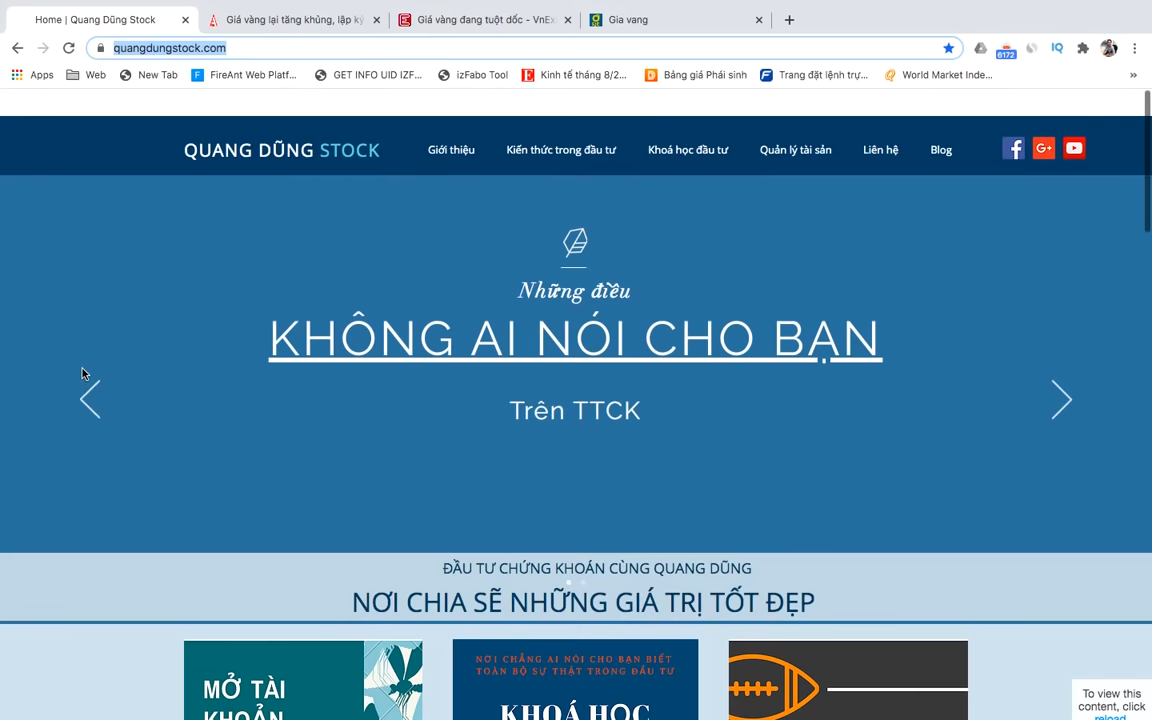 Home | Quang Dũng Stock
Giá vàng lại tăng khủng, lập kỷ
Giá vàng đang tuột dốc - VnEx
Gia vang
quangdungstock.com
6172
IQ
Apps
Web
New Tab
FireAnt Web Platf...
GET INFO UID IZF...
izFabo Tool
Kinh tế tháng 8/2...
Bảng giá Phái sinh
Trang đặt lệnh trự...
World Market Inde...
QUANG DŨNG STOCK
Giới thiệu
Kiến thức trong đầu tư
Khoá học đầu tư
Quản lý tài sản
Liên hệ
Blog
Những điều
KHÔNG AI NÓI CHO BẠN
Trên TTCK
ĐẦU TƯ CHỨNG KHOÁN CÙNG QUANG DŨNG
NƠI CHIA SẼ NHỮNG GIÁ TRỊ TỐT ĐẸP
MỞ TÀI
KHOẢN
NƠI CHẲNG AI NÓI CHO BẠN BIẾT
TOÀN BỘ SỰ THẬT TRONG ĐẦU TƯ
KHOÁ HỌC
To view this
content, click
reload